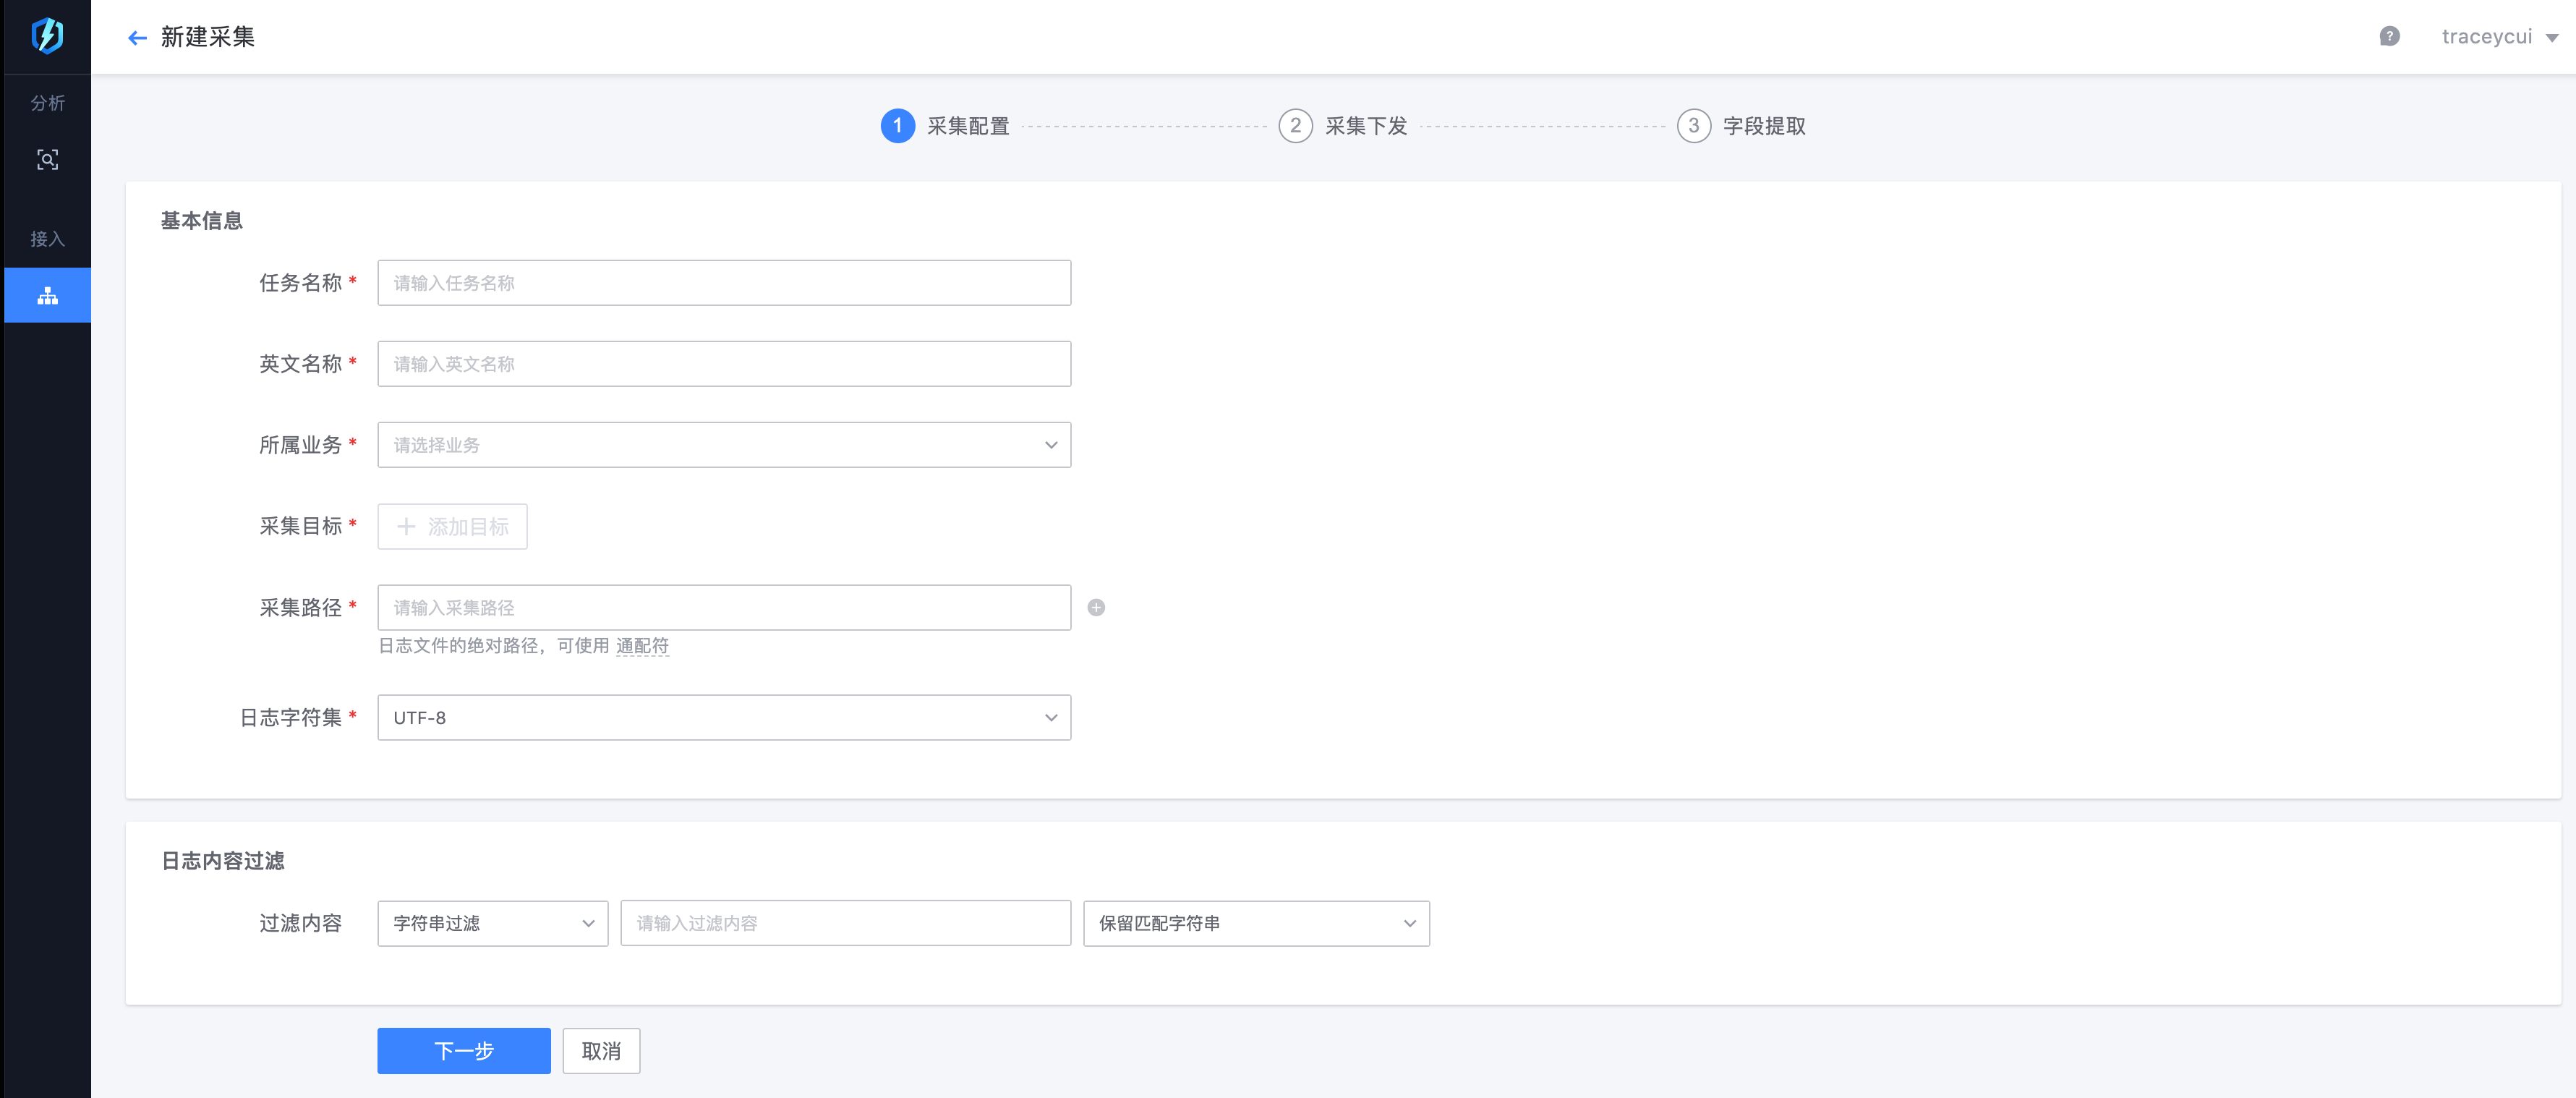 新建采集
traceycui
分析
接入
1 采集配置
2 采集下发
3 字段提取
基本信息
任务名称 * 请输入任务名称
英文名称 * 请输入英文名称
所属业务 * 请选择业务
采集目标 * + 添加目标
采集路径 * 请输入采集路径
日志文件的绝对路径，可使用 通配符
日志字符集 * UTF-8
日志内容过滤
过滤内容 字符串过滤 请输入过滤内容 保留匹配字符串
下一步 取消